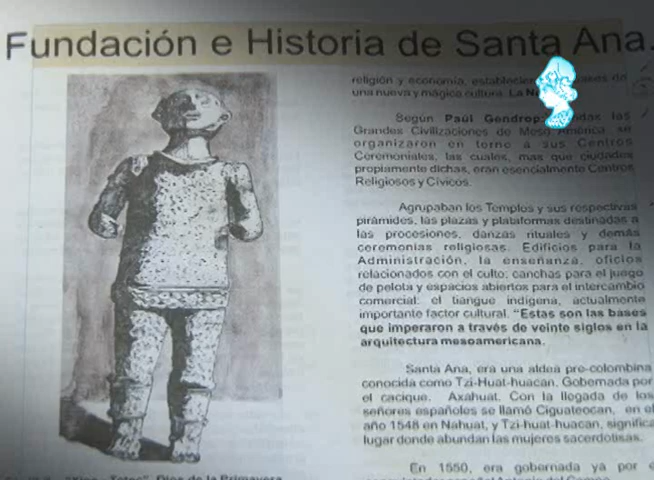 Fundación e Historia de Santa Ana.
religión y economía, establecien bases de
una nueva y mágica cultura. La
Según Paúl Gendrop: las
Grandes Civilizaciones de Meso América, se
organizaron en torno a sus Centros
Ceremoniales, las cuales, mas que ciudades
propiamente dichas, eran esencialmente Centros
Religiosos y Cívicos.
Agrupaban los Templos y sus respectivas
pirámides, las plazas y plataformas destinadas a
las procesiones, danzas rituales y demás
ceremonias religiosas. Edificios para la
Administración, la enseñanza, oficios
relacionados con el culto; canchas para el juego
de pelota y espacios abiertos para el intercambio
comercial: el tiangue indígena, actualmente
importante factor cultural. "Estas son las bases
que imperaron a través de veinte siglos en la
arquitectura mesoamericana.
Santa Ana, era una aldea pre-colombina
conocida como Tzi-Huat-huacan. Gobernada por
el cacique. Axahuat. Con la llegada de los
señores españoles se llamó Ciguateocan, en el
año 1548 en Nahuat, y Tzi-huat-huacan, significa
lugar donde abundan las mujeres sacerdotisas.
En 1550, era gobernada ya por
"Xipe Totec". Dios de la Primavera